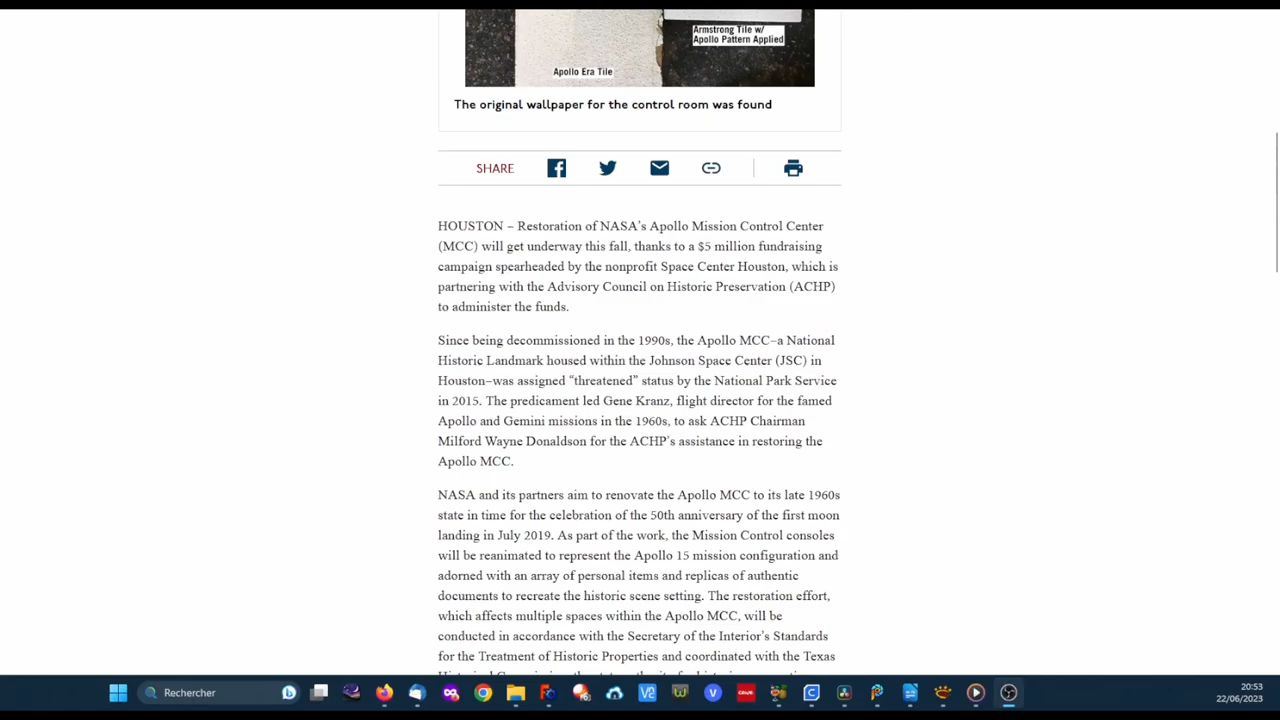 Armstrong Tile w/
Apollo Pattern Applied
Apollo Era Tile
The original wallpaper for the control room was found
SHARE
HOUSTON – Restoration of NASA’s Apollo Mission Control Center
(MCC) will get underway this fall, thanks to a $5 million fundraising
campaign spearheaded by the nonprofit Space Center Houston, which is
partnering with the Advisory Council on Historic Preservation (ACHP)
to administer the funds.
Since being decommissioned in the 1990s, the Apollo MCC–a National
Historic Landmark housed within the Johnson Space Center (JSC) in
Houston–was assigned “threatened” status by the National Park Service
in 2015. The predicament led Gene Kranz, flight director for the famed
Apollo and Gemini missions in the 1960s, to ask ACHP Chairman
Milford Wayne Donaldson for the ACHP’s assistance in restoring the
Apollo MCC.
NASA and its partners aim to renovate the Apollo MCC to its late 1960s
state in time for the celebration of the 50th anniversary of the first moon
landing in July 2019. As part of the work, the Mission Control consoles
will be reanimated to represent the Apollo 15 mission configuration and
adorned with an array of personal items and replicas of authentic
documents to recreate the historic scene setting. The restoration effort,
which affects multiple spaces within the Apollo MCC, will be
conducted in accordance with the Secretary of the Interior’s Standards
for the Treatment of Historic Properties and coordinated with the Texas
Rechercher
20:53
22/06/2023